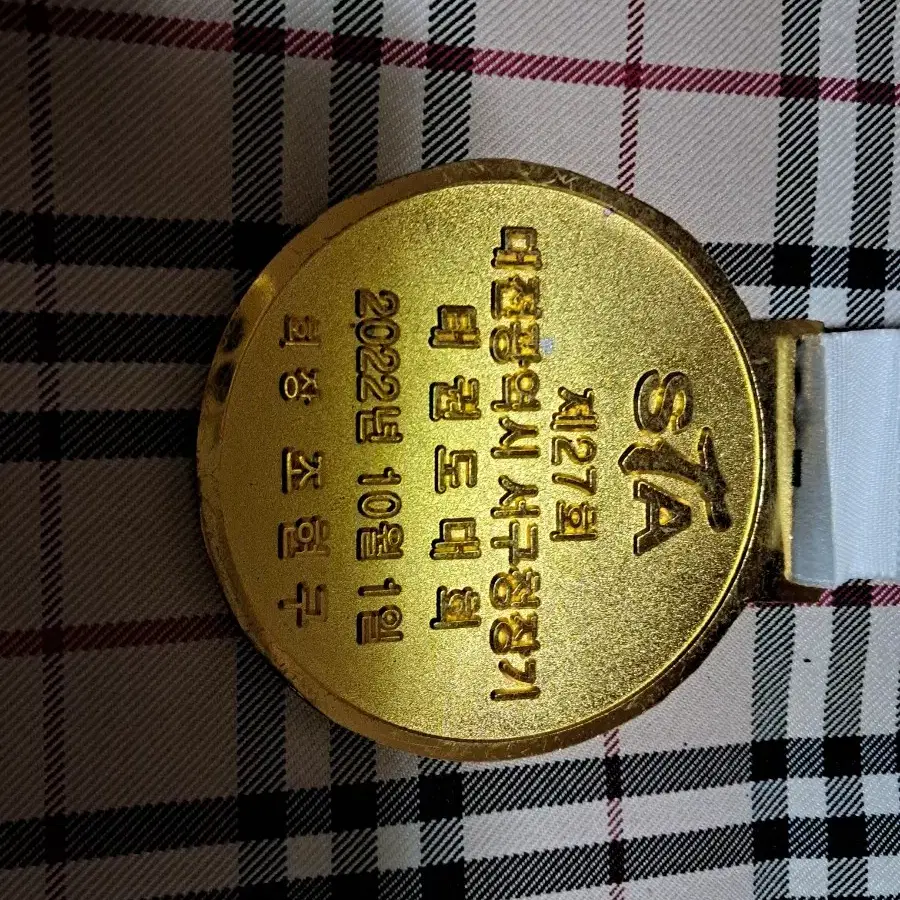 STA
제27회
대전광역시 서구청장기
태권도대회
2022년 10월 1일
회장 조현구